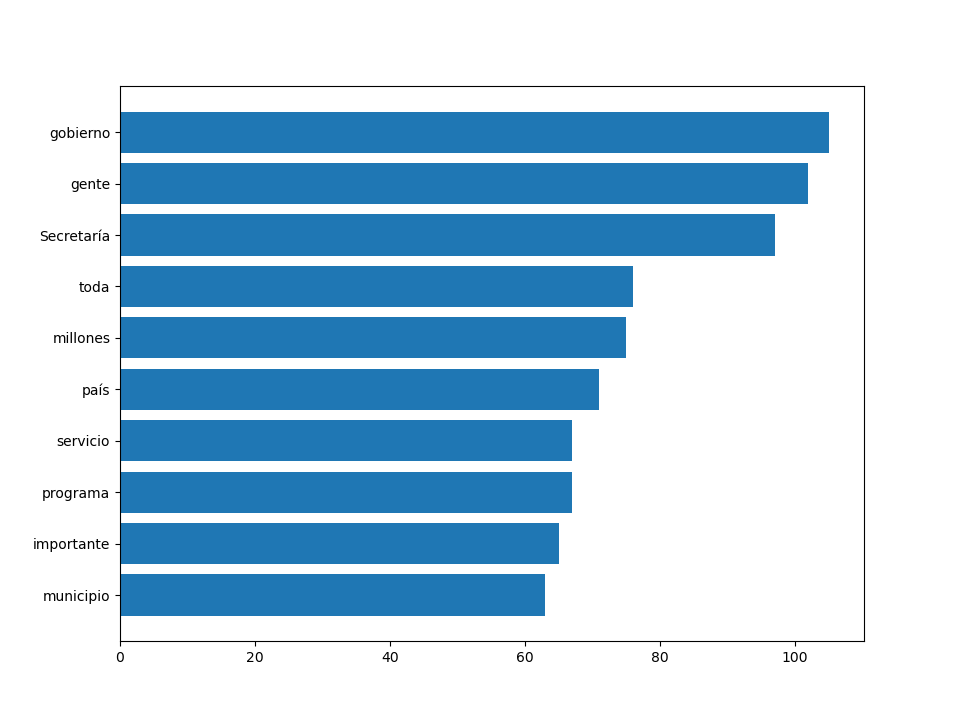 gobierno
gente
Secretaría
toda
millones
país
servicio
programa
importante
municipio
0 20 40 60 80 100